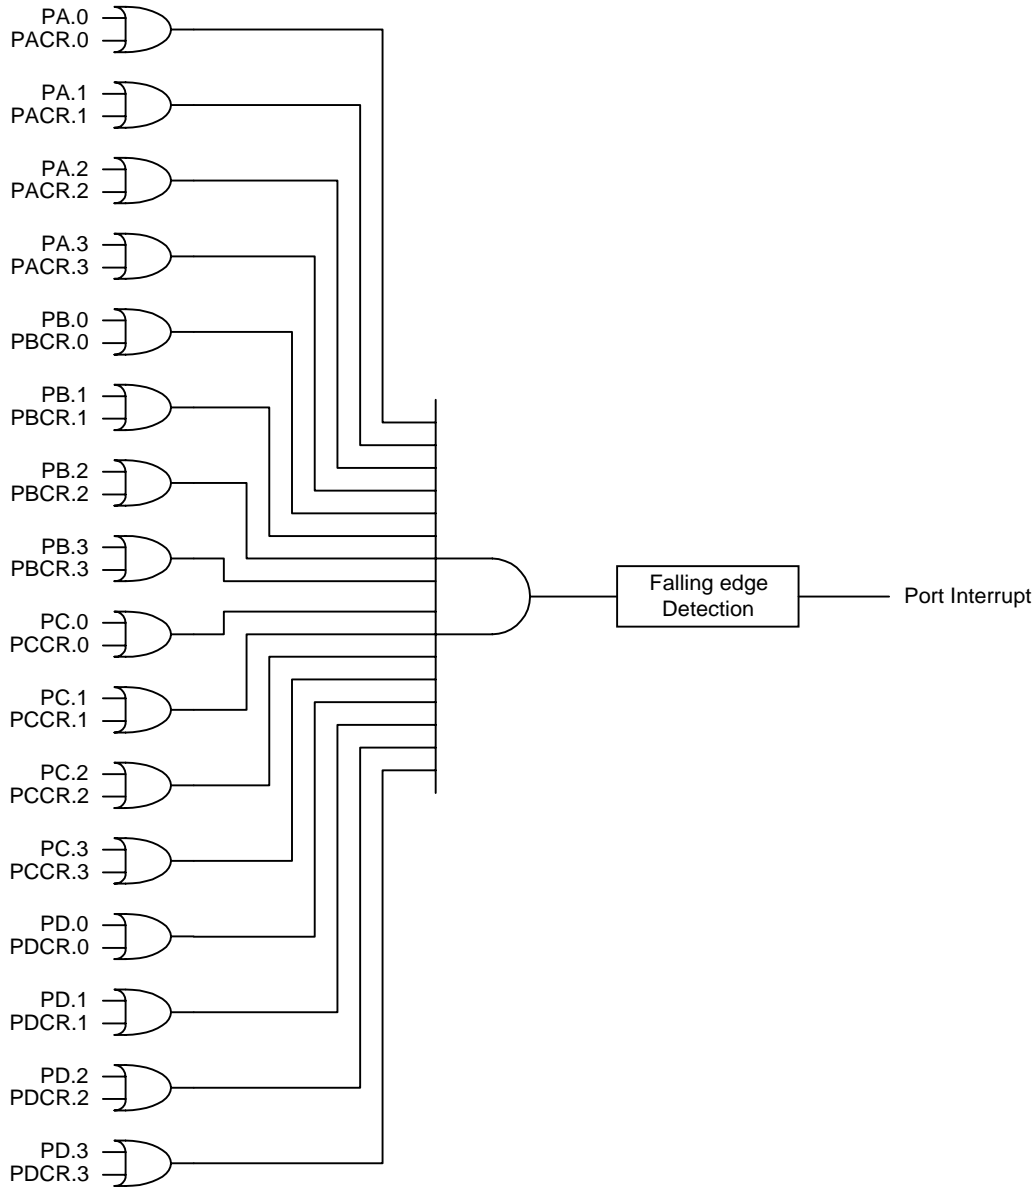 PA.0
PACR.0
PA.1
PACR.1
PA.2
PACR.2
PA.3
PACR.3
PB.0
PBCR.0
PB.1
PBCR.1
PB.2
PBCR.2
PB.3
PBCR.3
PC.0
PCCR.0
PC.1
PCCR.1
PC.2
PCCR.2
PC.3
PCCR.3
PD.0
PDCR.0
PD.1
PDCR.1
PD.2
PDCR.2
PD.3
PDCR.3
Falling edge
Detection
Port Interrupt